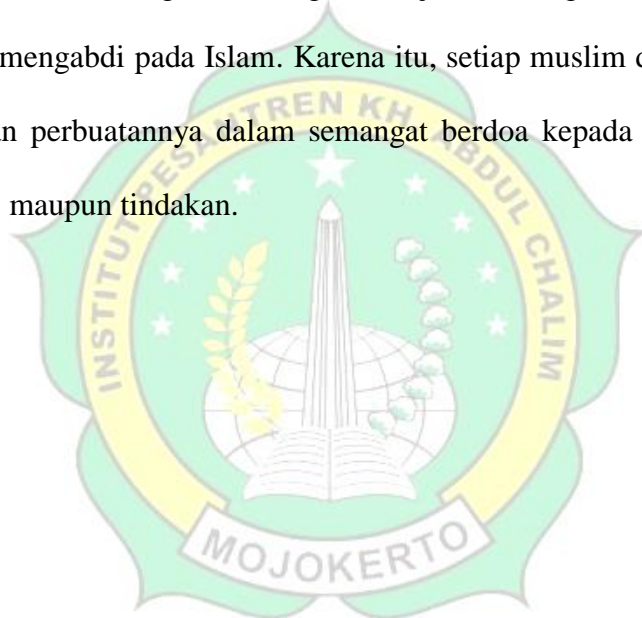 mengabdi pada Islam. Karena itu, setiap muslim
perbuatannya dalam semangat berdoa kepada
maupun tindakan.
INSTITUT PESANTREN KH. ABDUL CHALIM
MOJOKERTO